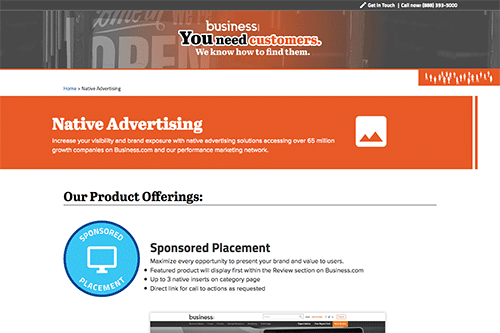 Get In Touch | Call now: (888) 393-5000
business.com
You need customers.
We know how to find them.
OPEN
Home » Native Advertising
Native Advertising
Increase your visibility and brand exposure with native advertising solutions accessing over 65 million
growth companies on Business.com and our performance marketing network.
Our Product Offerings:
SPONSORED
PLACEMENT
Sponsored Placement
Maximize every opportunity to present your brand and value to users.
Featured product will display first within the Review section on Business.com
Up to 3 native inserts on category page
Direct link for call to actions as requested
business